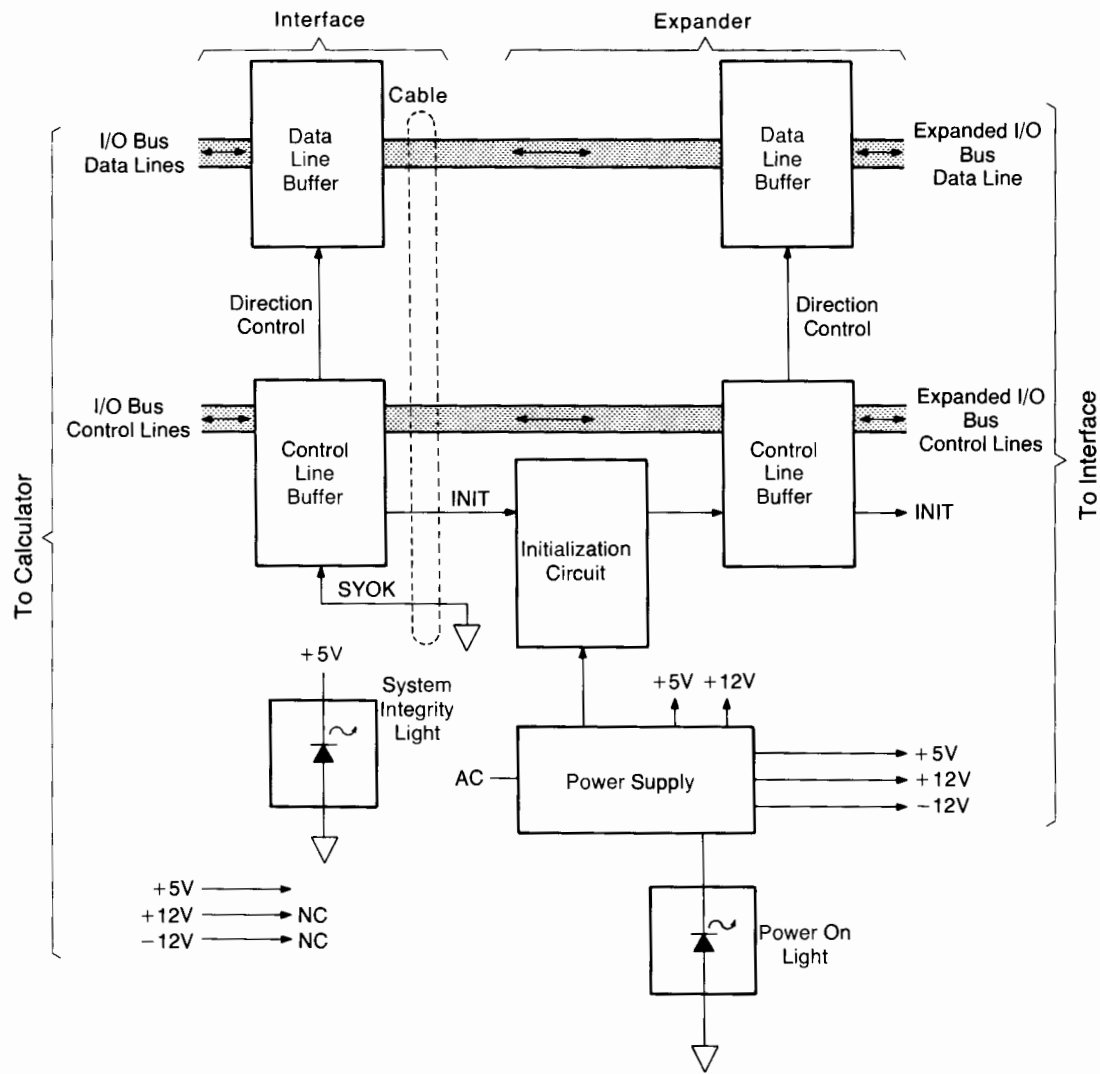 Interface
Expander
Cable
I/O Bus
Data Lines
Data
Line
Buffer
Data
Line
Buffer
Expanded I/O
Bus
Data Line
Direction
Control
Direction
Control
I/O Bus
Control Lines
Control
Line
Buffer
Control
Line
Buffer
Expanded I/O
Bus
Control Lines
INIT
INIT
Initialization
Circuit
SYOK
To Calculator
To Interface
+5V
System
Integrity
Light
+5V +12V
AC
Power Supply
+5V
+12V
−12V
+5V
+12V NC
−12V NC
Power On
Light